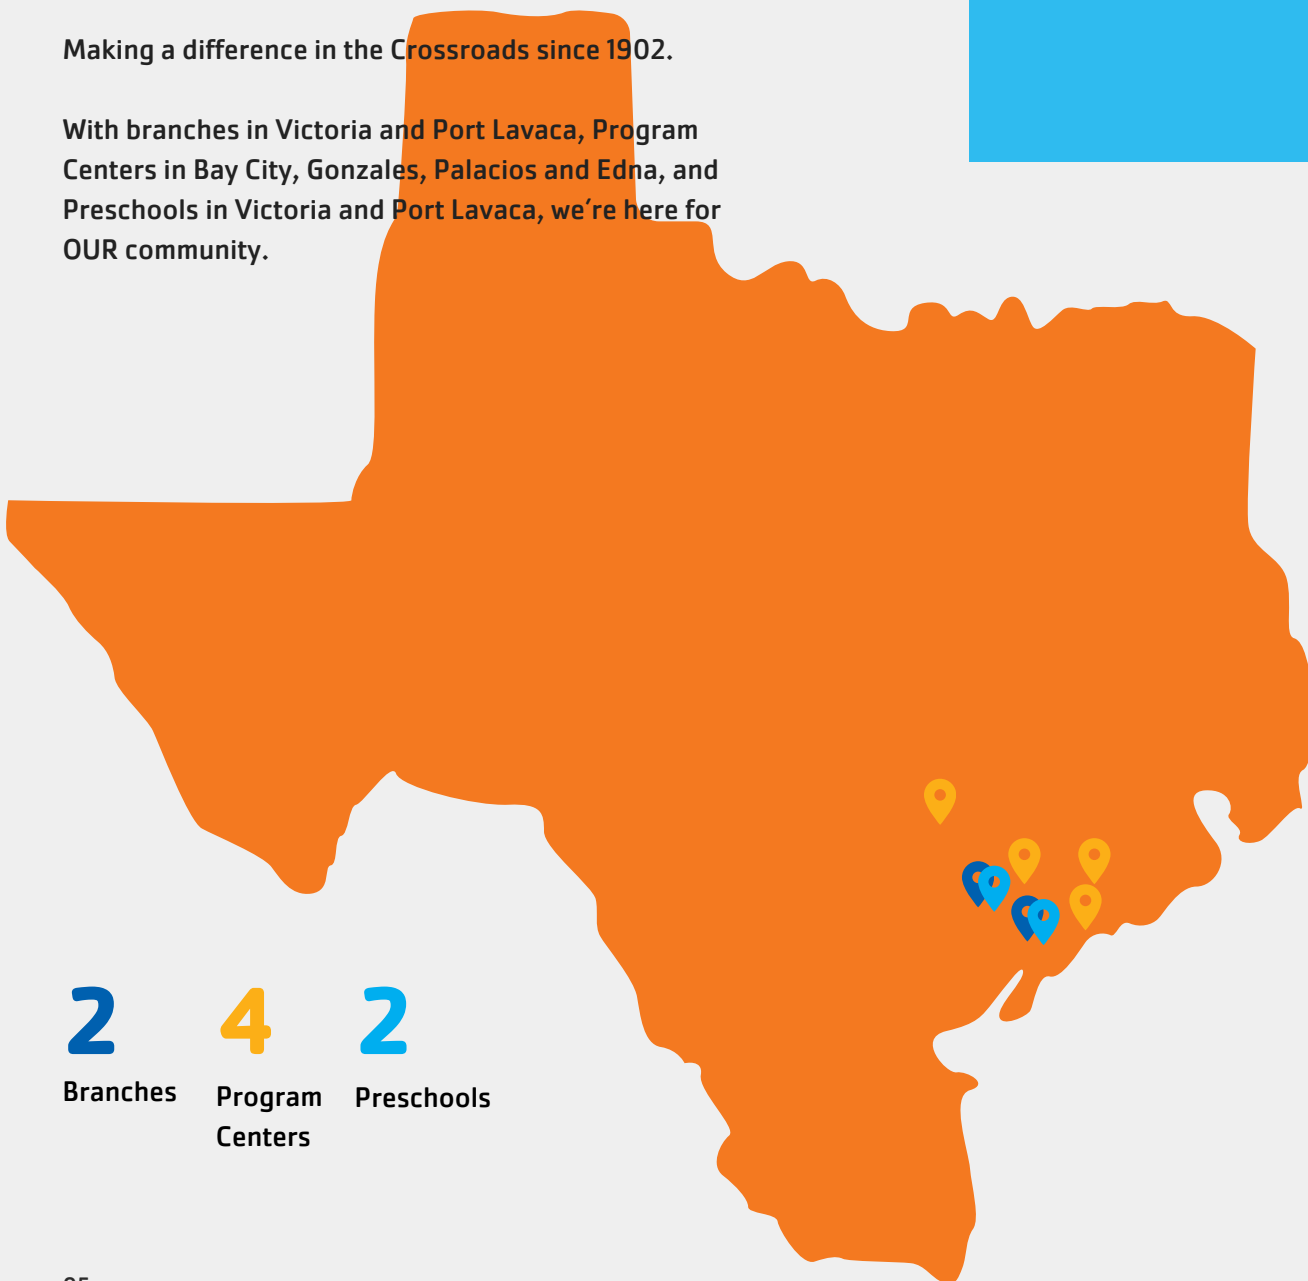 Making a difference in the Crossroads since 1902.
With branches in Victoria and Port Lavaca, Program
Centers in Bay City, Gonzales, Palacios and Edna, and
Preschools in Victoria and Port Lavaca, we're here for
OUR community.
2
Branches
4
Program
Centers
2
Preschools